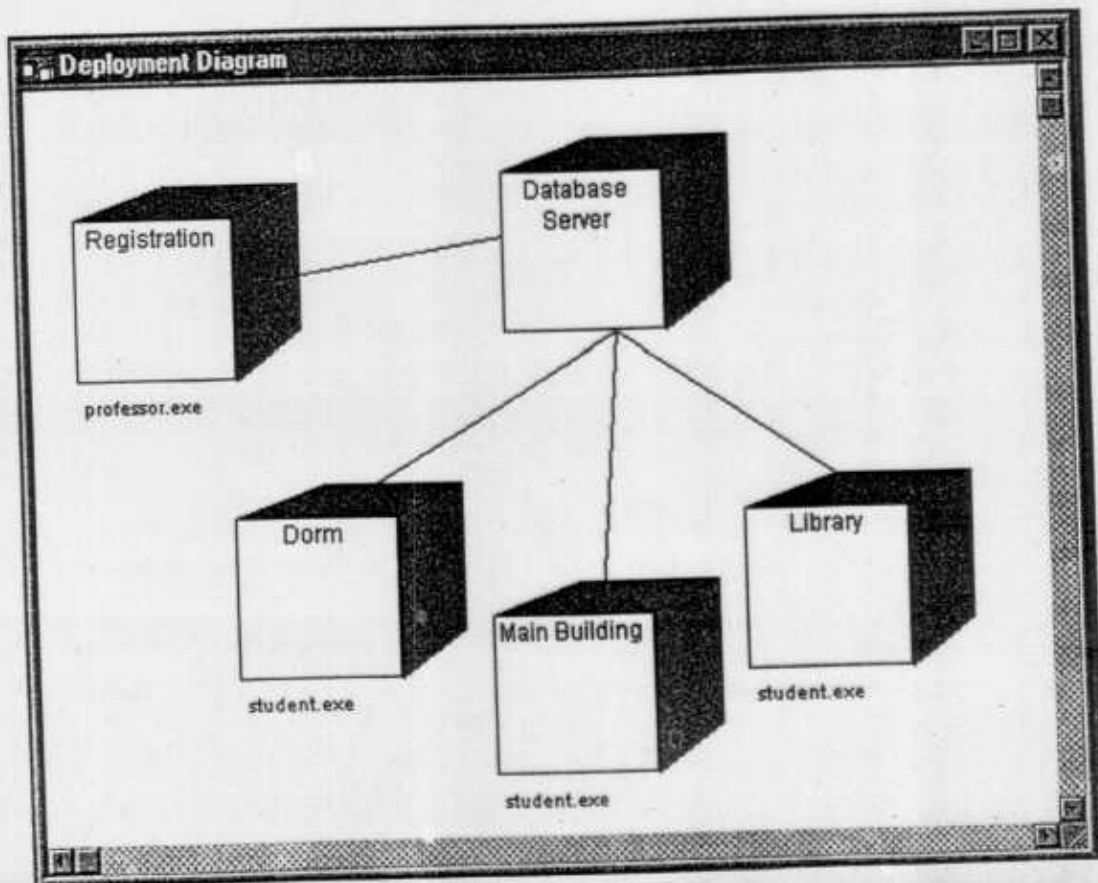 Deployment Diagram
Database
Server
Registration
professor.exe
Dorm
student.exe
Main Building
student.exe
Library
student.exe